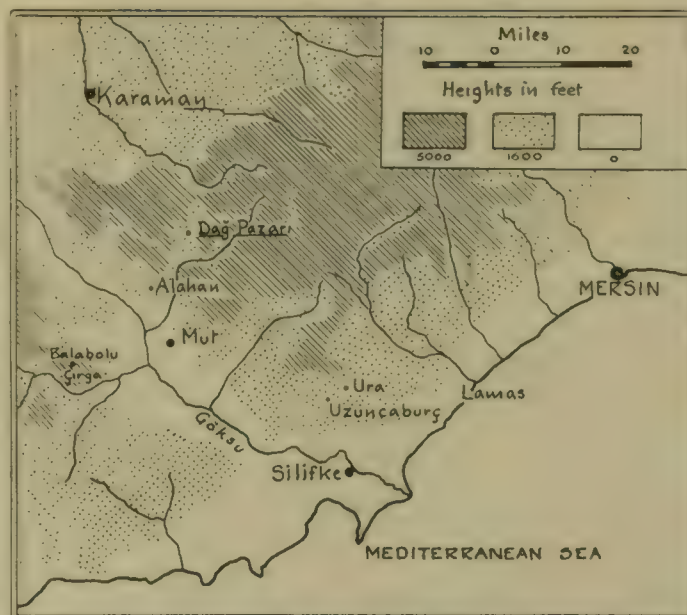 Miles
10 0 10 20
Heights in feet
5000 1600 0
Karaman
Dağ Pazarı
Alahan
MERSIN
Mut
Balabolu
Çırga
Ura
Lamas
Uzunçaburç
Göksu
Silifke
MEDITERRANEAN SEA